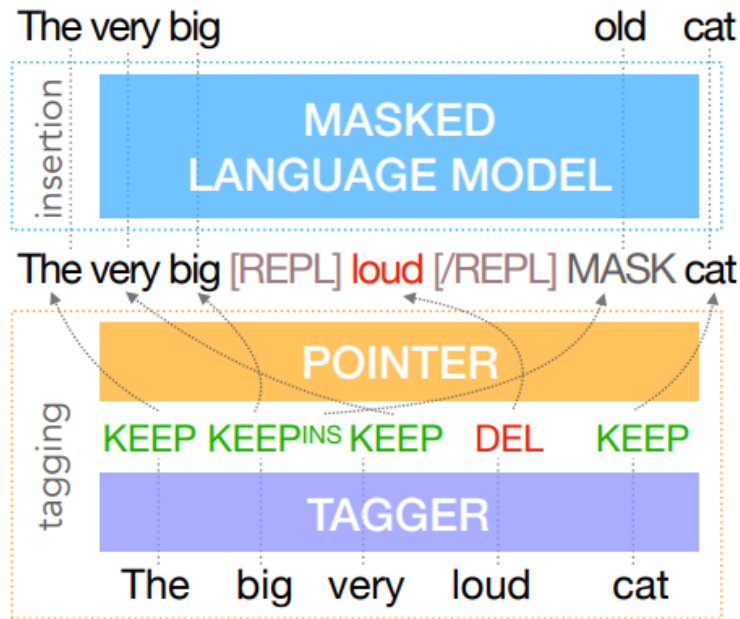 The very big old cat
insertion
MASKED
LANGUAGE MODEL
The very big [REPL] loud [/REPL] MASK cat
tagging
POINTER
KEEP KEEPINS KEEP DEL KEEP
TAGGER
The big very loud cat